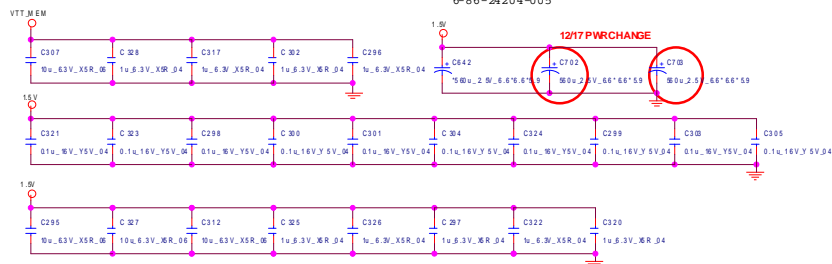 6-86-24204-005
VTT_MEM
1.5V
12/17 PWRCHANGE
C307 C328 C317 C302 C296 C642 C702 C703
10u_6.3V_X5R_06 1u_6.3V_X5R_04 1u_6.3V_X5R_04 1u_6.3V_X5R_04 1u_6.3V_X5R_04 *560u_2.5V_6.6*6.6*5.9 560u_2.5V_6.6*6.6*5.9 560u_2.5V_6.6*6.6*5.9
1.5V
C321 C323 C298 C300 C301 C304 C324 C299 C303 C305
0.1u_16V_Y5V_04 0.1u_16V_Y5V_04 0.1u_16V_Y5V_04 0.1u_16V_Y5V_04 0.1u_16V_Y5V_04 0.1u_16V_Y5V_04 0.1u_16V_Y5V_04 0.1u_16V_Y5V_04 0.1u_16V_Y5V_04 0.1u_16V_Y5V_04
1.5V
C295 C327 C312 C325 C326 C297 C322 C320
10u_6.3V_X5R_06 10u_6.3V_X5R_06 10u_6.3V_X5R_06 1u_6.3V_X5R_04 1u_6.3V_X5R_04 1u_6.3V_X5R_04 1u_6.3V_X5R_04 1u_6.3V_X5R_04